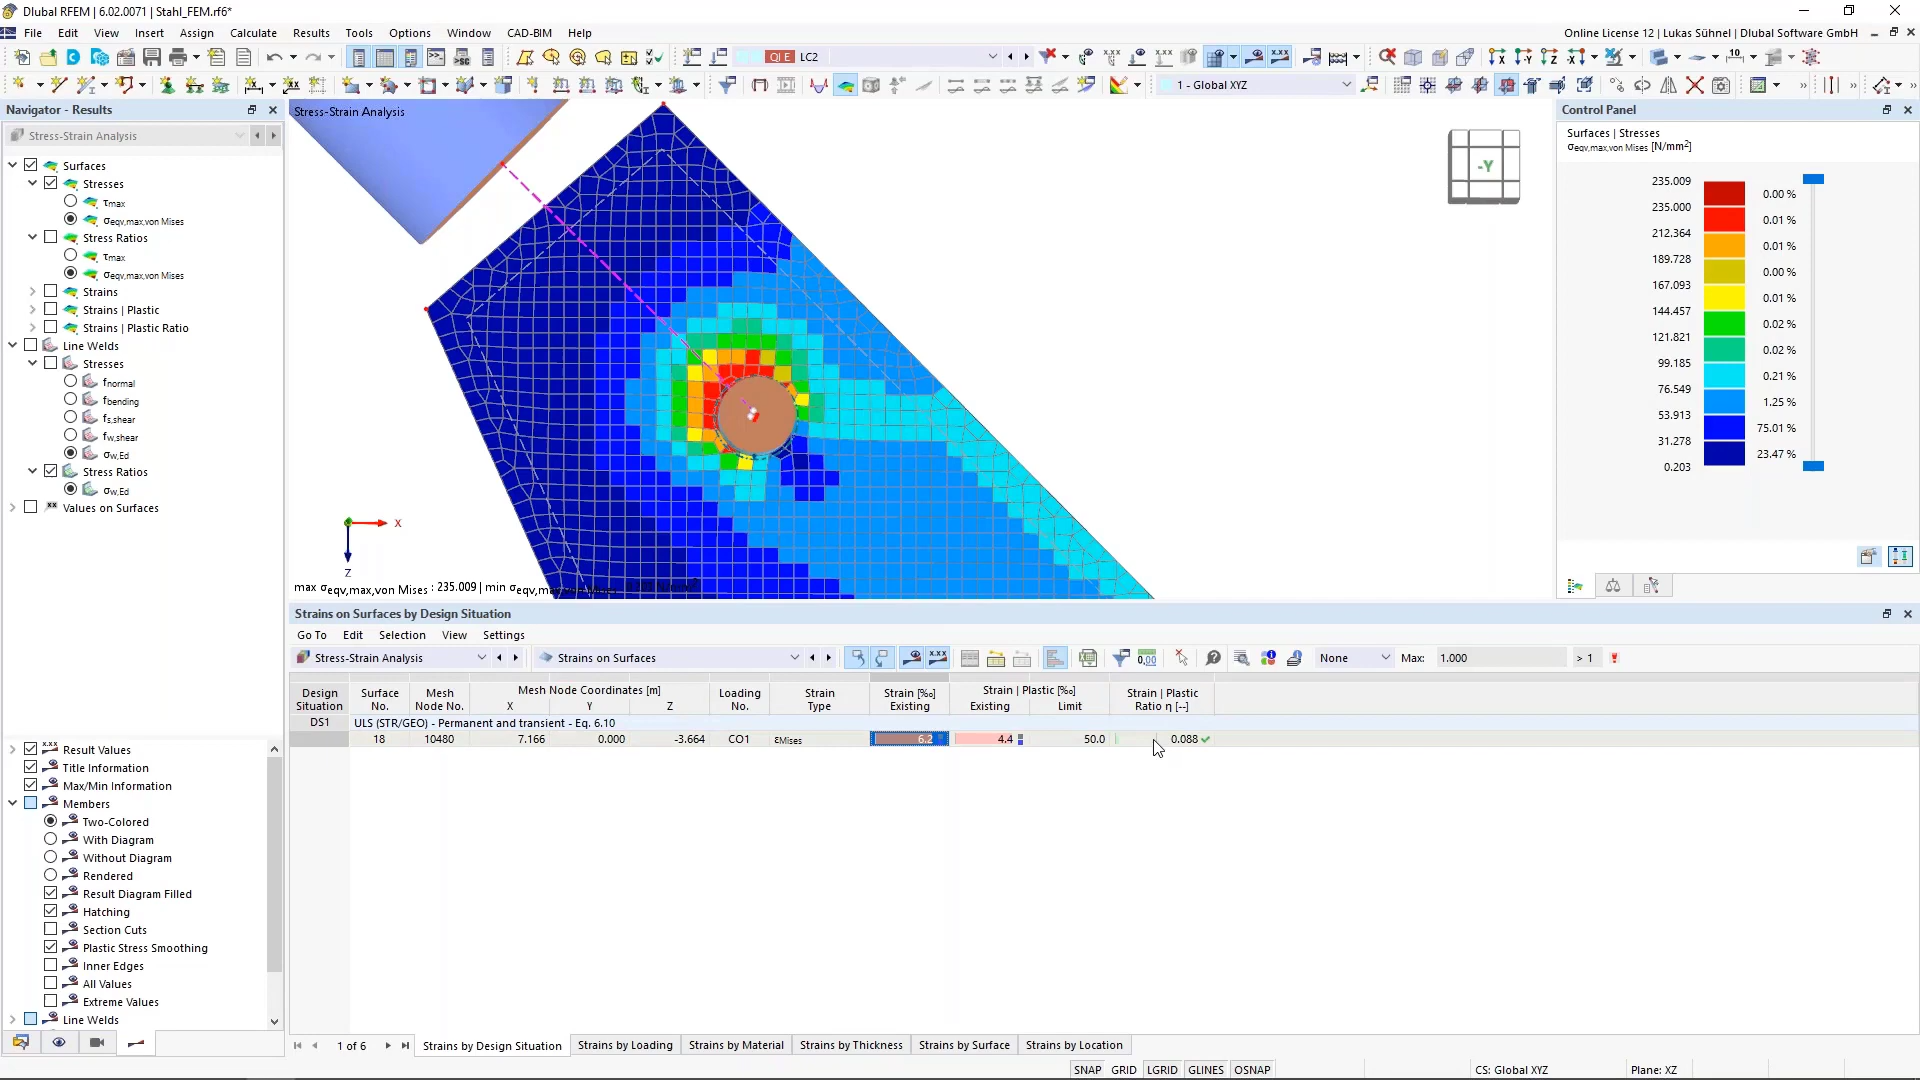 Dlubal RFEM | 6.02.0071 | Stahl_FEM.rf6*
File Edit View Insert Assign Calculate Results Tools Options Window CAD-BIM Help
Online License 12 | Lukas Sühnel | Dlubal Software GmbH
QIE LC2
1 - Global XYZ
Navigator - Results
Stress-Strain Analysis
Surfaces
Stresses
τmax
σeqv,max,von Mises
Stress Ratios
τmax
σeqv,max,von Mises
Strains
Strains | Plastic
Strains | Plastic Ratio
Line Welds
Stresses
fnormal
fbending
fs,shear
fw,shear
σw,Ed
Stress Ratios
σw,Ed
Values on Surfaces
Result Values
Title Information
Max/Min Information
Members
Two-Colored
With Diagram
Without Diagram
Rendered
Result Diagram Filled
Hatching
Section Cuts
Plastic Stress Smoothing
Inner Edges
All Values
Extreme Values
Line Welds
Stress-Strain Analysis
-Y
X
Z
max σeqv,max,von Mises : 235.009 | min σeqv,m
Control Panel
Surfaces | Stresses
σeqv,max,von Mises [N/mm²]
235.009
235.000
212.364
189.728
167.093
144.457
121.821
99.185
76.549
53.913
31.278
0.203
0.00 %
0.01 %
0.01 %
0.00 %
0.01 %
0.02 %
0.02 %
0.21 %
1.25 %
75.01 %
23.47 %
Strains on Surfaces by Design Situation
Go To Edit Selection View Settings
Stress-Strain Analysis Strains on Surfaces None Max: 1.000 > 1
Design Situation
Surface No.
Mesh Node No.
Mesh Node Coordinates [m]
X Y Z
Loading No.
Strain Type
Strain [‰] Existing
Strain | Plastic [‰]
Existing Limit
Strain | Plastic Ratio η [--]
DS1 ULS (STR/GEO) - Permanent and transient - Eq. 6.10
18 10480 7.166 0.000 -3.664 CO1 εMises 6.2 4.4 50.0 0.088
1 of 6 Strains by Design Situation Strains by Loading Strains by Material Strains by Thickness Strains by Surface Strains by Location
SNAP GRID LGRID GLINES OSNAP CS: Global XYZ Plane: XZ